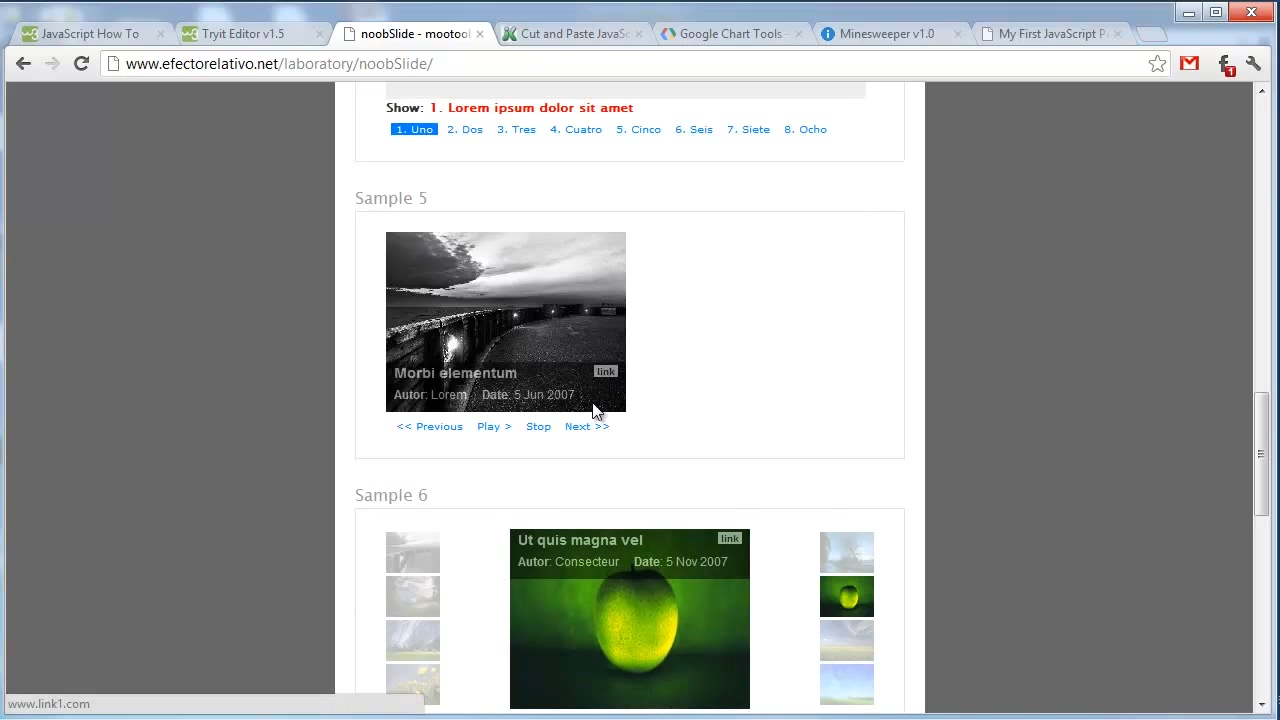 JavaScript How To
Tryit Editor v1.5
noobSlide - mootool
Cut and Paste JavaSc
Google Chart Tools -
Minesweeper v1.0
My First JavaScript P
www.efectorelativo.net/laboratory/noobSlide/
1
Show: 1. Lorem ipsum dolor sit amet
1. Uno 2. Dos 3. Tres 4. Cuatro 5. Cinco 6. Seis 7. Siete 8. Ocho
Sample 5
Morbi elementum link
Autor: Lorem Date: 5 Jun 2007
<< Previous Play > Stop Next >>
Sample 6
Ut quis magna vel link
Autor: Consecteur Date: 5 Nov 2007
www.link1.com